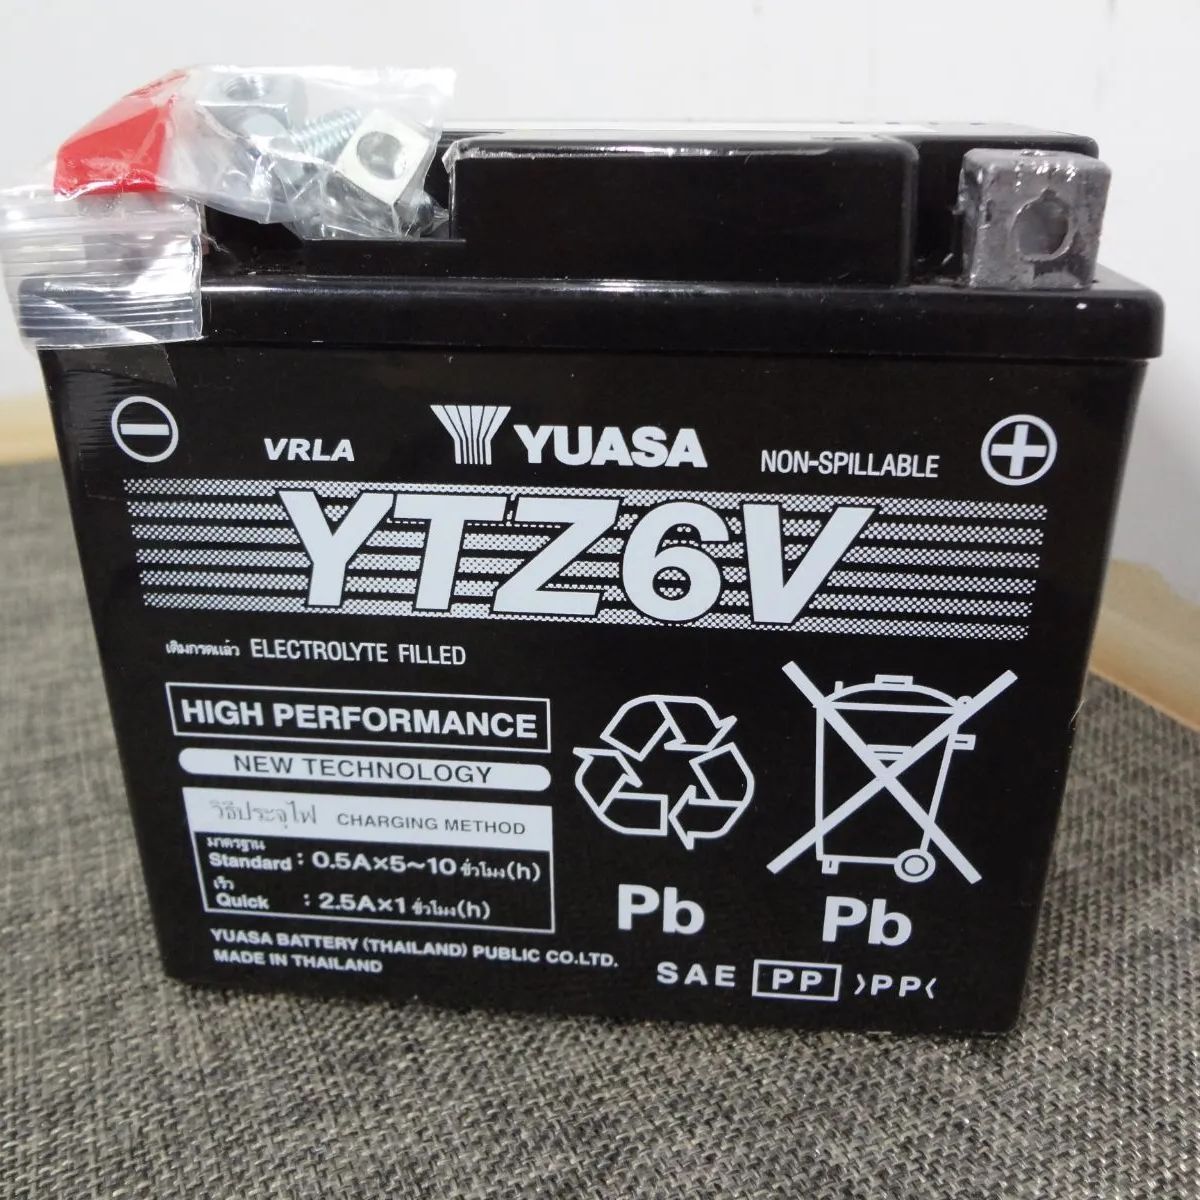 VRLA
YUASA
NON-SPILLABLE
YTZ6V
เติมกรดแล้ว ELECTROLYTE FILLED
HIGH PERFORMANCE
NEW TECHNOLOGY
วิธีประจุไฟ CHARGING METHOD
มาตรฐาน
Standard : 0.5A×5~10 ชั่วโมง(h)
เร็ว
Quick : 2.5A×1 ชั่วโมง(h)
YUASA BATTERY (THAILAND) PUBLIC CO.LTD.
MADE IN THAILAND
Pb
Pb
SAE PP >PP<